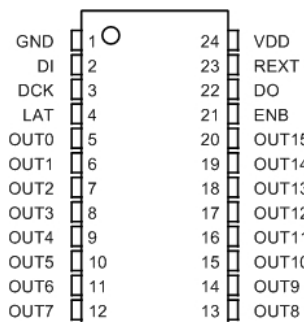 GND 1 24 VDD
DI 2 23 REXT
DCK 3 22 DO
LAT 4 21 ENB
OUT0 5 20 OUT15
OUT1 6 19 OUT14
OUT2 7 18 OUT13
OUT3 8 17 OUT12
OUT4 9 16 OUT11
OUT5 10 15 OUT10
OUT6 11 14 OUT9
OUT7 12 13 OUT8